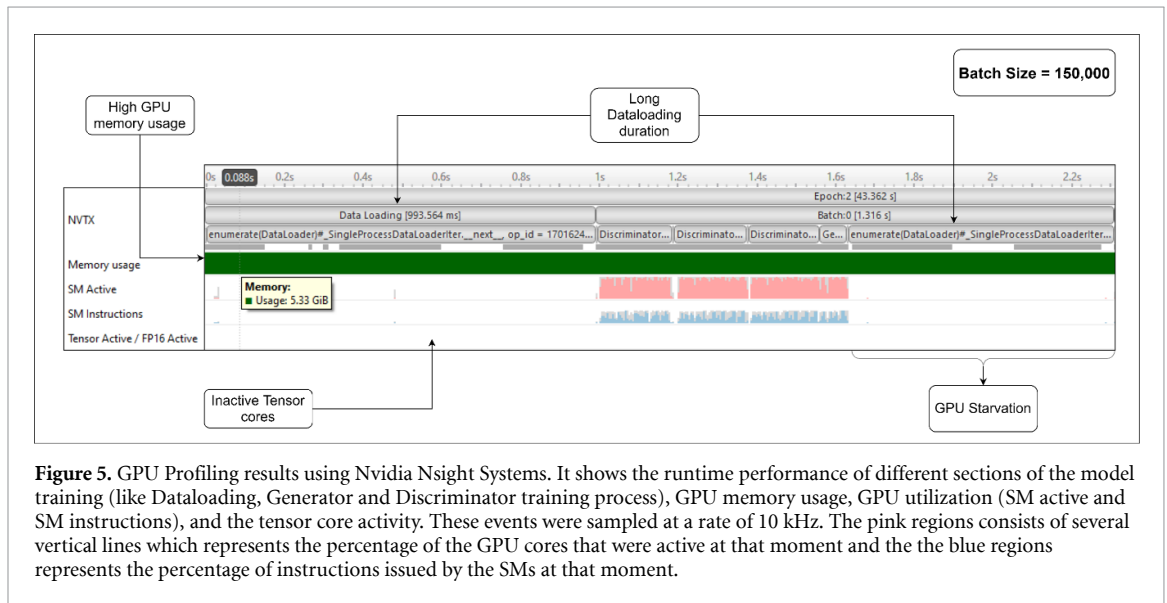 Batch Size = 150,000
High GPU
memory usage
Long
Dataloading
duration
0s 0.088s 0.2s 0.4s 0.6s 0.8s 1s 1.2s 1.4s 1.6s 1.8s 2s 2.2s
Epoch:2 [43.362 s]
NVTX
Data Loading [993.564 ms] Batch:0 [1.316 s]
enumerate(DataLoader)#_SingleProcessDataLoaderIter.__next__, op_id = 1701624... Discriminator... Discriminato... Discriminato... Ge... enumerate(DataLoader)#_SingleProcessDataLoaderIter...
Memory usage
SM Active
Memory:
Usage: 5.33 GiB
SM Instructions
Tensor Active / FP16 Active
Inactive Tensor
cores
GPU Starvation
Figure 5. GPU Profiling results using Nvidia Nsight Systems. It shows the runtime performance of different sections of the model
training (like Dataloading, Generator and Discriminator training process), GPU memory usage, GPU utilization (SM active and
SM instructions), and the tensor core activity. These events were sampled at a rate of 10 kHz. The pink regions consists of several
vertical lines which represents the percentage of the GPU cores that were active at that moment and the the blue regions
represents the percentage of instructions issued by the SMs at that moment.